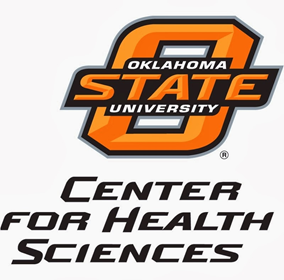 OKLAHOMA
STATE
UNIVERSITY
®
CENTER
FOR HEALTH
SCIENCES